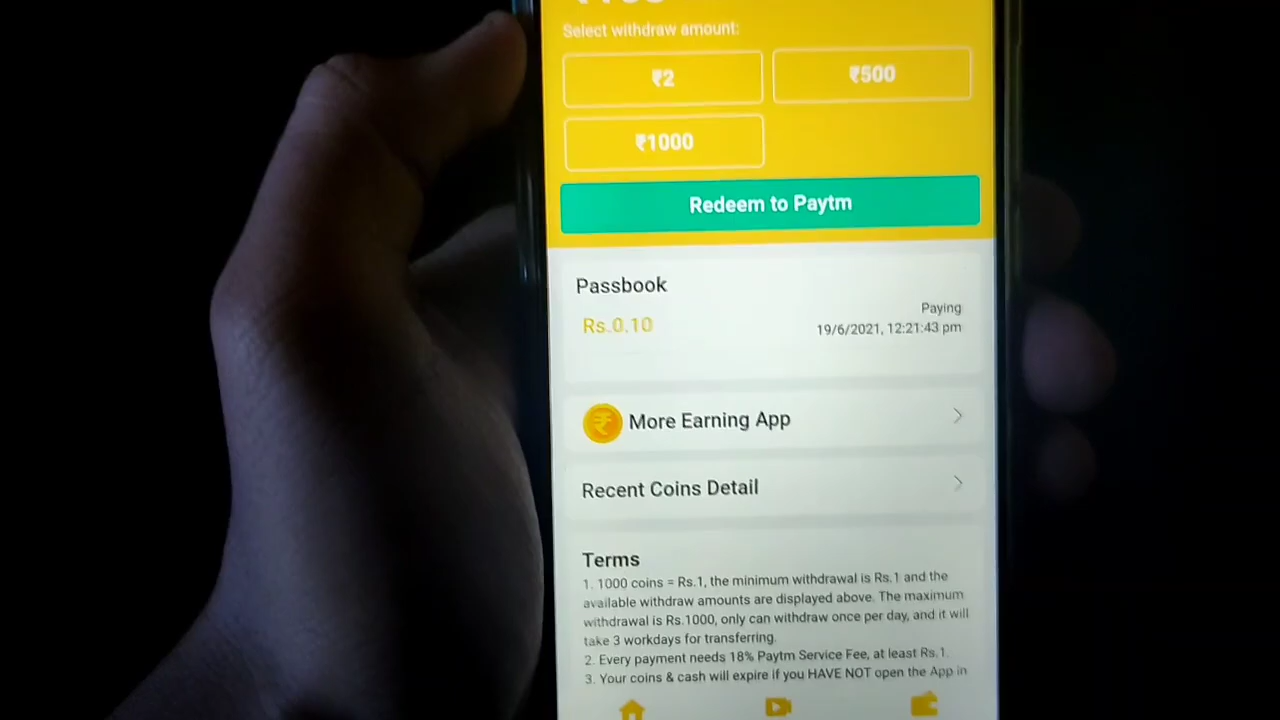 Select withdraw amount:
₹2
₹500
₹1000
Redeem to Paytm
Passbook
Rs.0.10
Paying
19/6/2021, 12:21:43 pm
More Earning App
Recent Coins Detail
Terms
1. 1000 coins = Rs.1, the minimum withdrawal is Rs.1 and the
available withdraw amounts are displayed above. The maximum
withdrawal is Rs.1000, only can withdraw once per day, and it will
take 3 workdays for transferring.
2. Every payment needs 18% Paytm Service Fee, at least Rs.1.
3. Your coins & cash will expire if you HAVE NOT open the App in